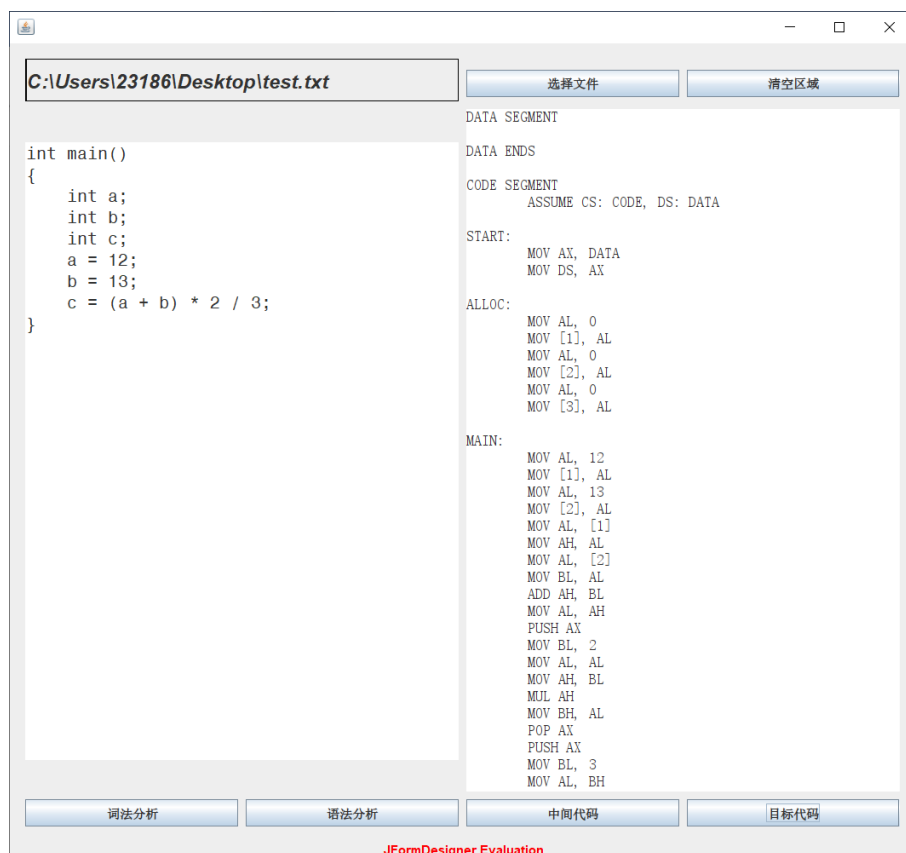 C:\Users\23186\Desktop\test.txt
选择文件
清空区域
int main()
{
    int a;
    int b;
    int c;
    a = 12;
    b = 13;
    c = (a + b) * 2 / 3;
}
DATA SEGMENT
DATA ENDS
CODE SEGMENT
        ASSUME CS: CODE, DS: DATA
START:
        MOV AX, DATA
        MOV DS, AX
ALLOC:
        MOV AL, 0
        MOV [1], AL
        MOV AL, 0
        MOV [2], AL
        MOV AL, 0
        MOV [3], AL
MAIN:
        MOV AL, 12
        MOV [1], AL
        MOV AL, 13
        MOV [2], AL
        MOV AL, [1]
        MOV AH, AL
        MOV AL, [2]
        MOV BL, AL
        ADD AH, BL
        MOV AL, AH
        PUSH AX
        MOV BL, 2
        MOV AL, AL
        MOV AH, BL
        MUL AH
        MOV BH, AL
        POP AX
        PUSH AX
        MOV BL, 3
        MOV AL, BH
词法分析
语法分析
中间代码
目标代码
JFormDesigner Evaluation